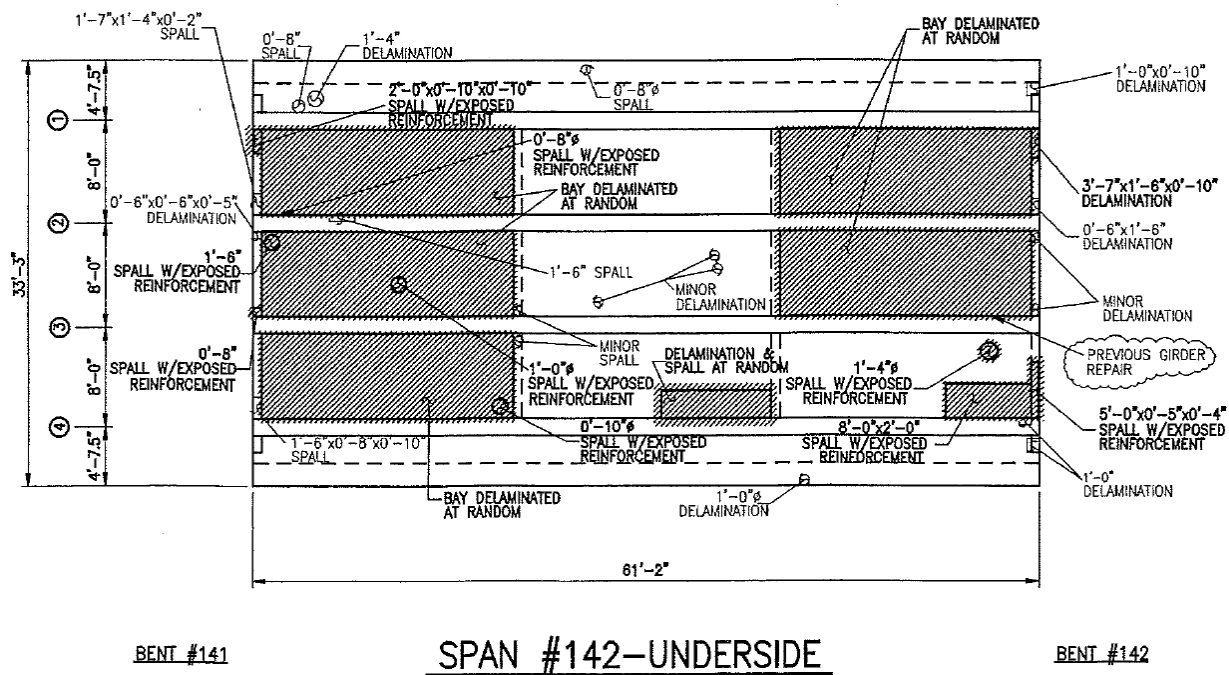 1'-7"x1'-4"x0'-2"
SPALL
0'-8"
SPALL
1'-4"
DELAMINATION
2"-0"x0'-10"x0'-10"
SPALL W/EXPOSED
REINFORCEMENT
0'-8"ø
SPALL
BAY DELAMINATED
AT RANDOM
1'-0"x0'-10"
DELAMINATION
4'-7.5"
1
8'-0"
2
8'-0"
3
8'-0"
4
4'-7.5"
33'-3"
0'-8"ø
SPALL W/EXPOSED
REINFORCEMENT
BAY DELAMINATED
AT RANDOM
3'-7"x1'-6"x0'-10"
DELAMINATION
0'-6"x0'-6"x0'-5"
DELAMINATION
0'-6"x1'-6"
DELAMINATION
1'-6"
SPALL W/EXPOSED
REINFORCEMENT
1'-6" SPALL
MINOR
DELAMINATION
MINOR
DELAMINATION
0'-8"
SPALL W/EXPOSED
REINFORCEMENT
MINOR
SPALL
1'-0"ø
SPALL W/EXPOSED
REINFORCEMENT
DELAMINATION &
SPALL AT RANDOM
1'-4"ø
SPALL W/EXPOSED
REINFORCEMENT
PREVIOUS GIRDER
REPAIR
1'-6"x0'-8"x0'-10"
SPALL
0'-10"ø
SPALL W/EXPOSED
REINFORCEMENT
8'-0"x2'-0"
SPALL W/EXPOSED
REINFORCEMENT
5'-0"x0'-5"x0'-4"
SPALL W/EXPOSED
REINFORCEMENT
BAY DELAMINATED
AT RANDOM
1'-0"ø
DELAMINATION
1'-0"
DELAMINATION
61'-2"
BENT #141
SPAN #142-UNDERSIDE
BENT #142